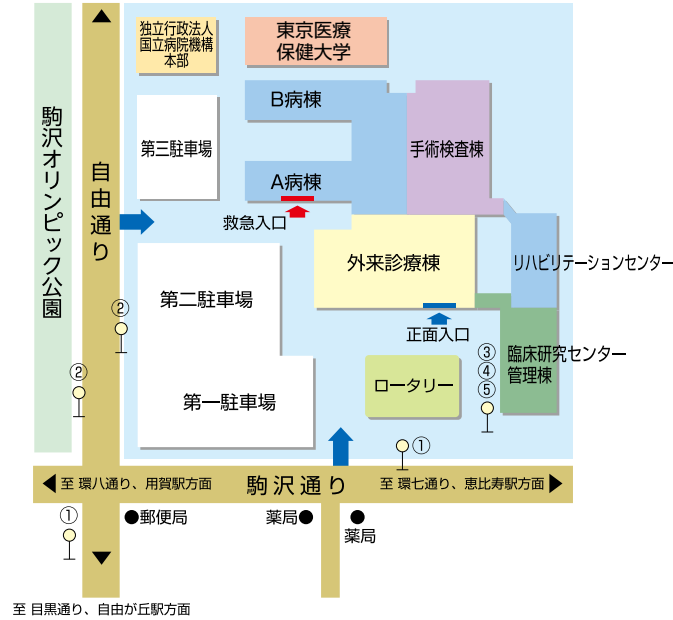 独立行政法人
国立病院機構
本部
東京医療
保健大学
B病棟
駒沢オリンピック公園
自由通り
第三駐車場
手術検査棟
A病棟
救急入口
外来診療棟
リハビリテーションセンター
第二駐車場
②
正面入口
③
④
⑤
臨床研究センター
管理棟
②
ロータリー
第一駐車場
①
至 環八通り、用賀駅方面
駒沢通り
至 環七通り、恵比寿駅方面
①
郵便局
薬局
薬局
至 目黒通り、自由が丘駅方面